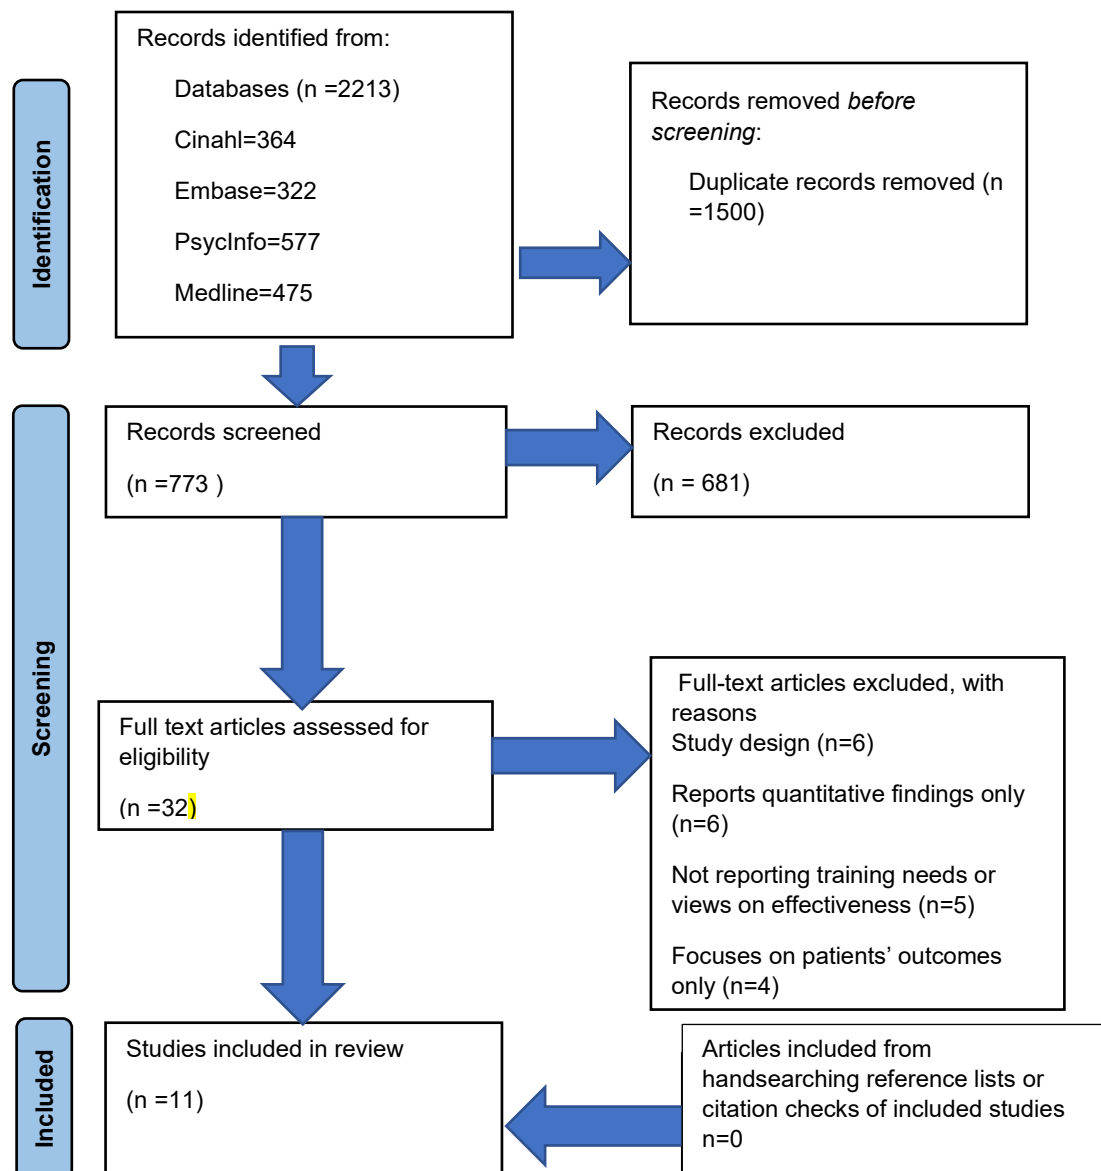 Identification
Records identified from:
Databases (n =2213)
Cinahl=364
Embase=322
PsycInfo=577
Medline=475
Records removed before
screening:
Duplicate records removed (n
=1500)
Screening
Records screened
(n =773 )
Records excluded
(n = 681)
Full text articles assessed for
eligibility
(n =32)
Full-text articles excluded, with
reasons
Study design (n=6)
Reports quantitative findings only
(n=6)
Not reporting training needs or
views on effectiveness (n=5)
Focuses on patients’ outcomes
only (n=4)
Included
Studies included in review
(n =11)
Articles included from
handsearching reference lists or
citation checks of included studies
n=0